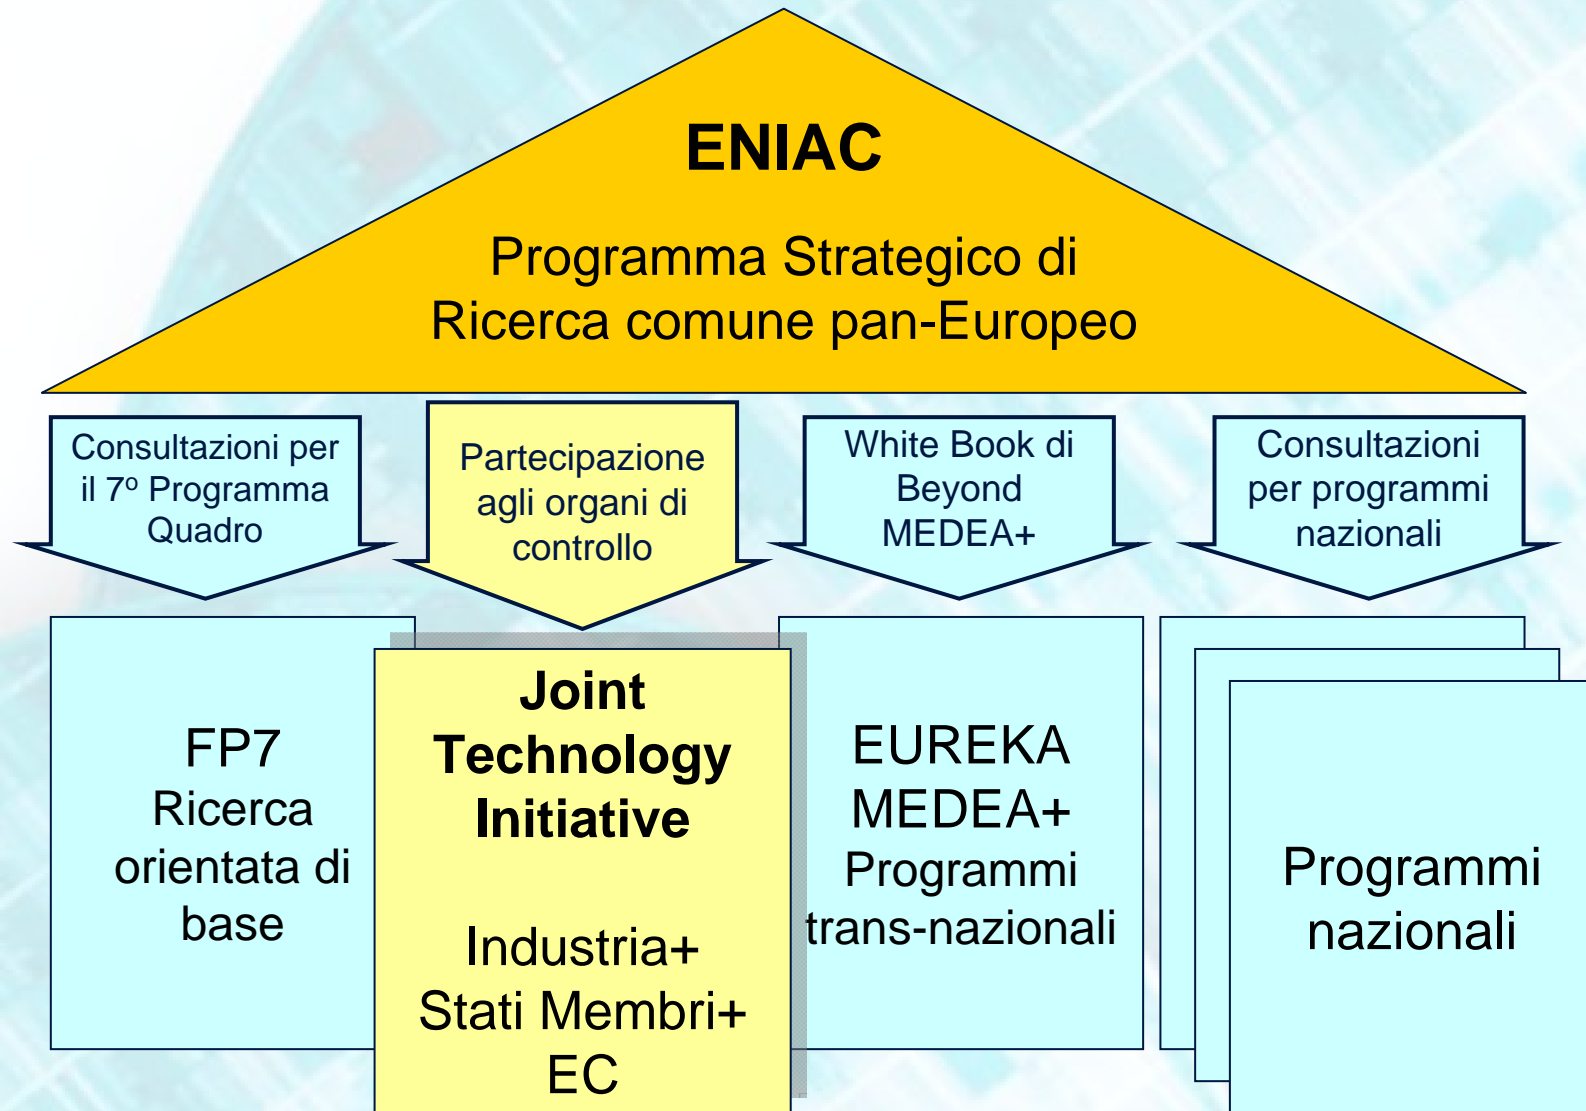 ENIAC
Programma Strategico di
Ricerca comune pan-Europeo
Consultazioni per
il 7º Programma
Quadro
Partecipazione
agli organi di
controllo
White Book di
Beyond
MEDEA+
Consultazioni
per programmi
nazionali
FP7
Ricerca
orientata di
base
Joint
Technology
Initiative
Industria+
Stati Membri+
EC
EUREKA
MEDEA+
Programmi
trans-nazionali
Programmi
nazionali